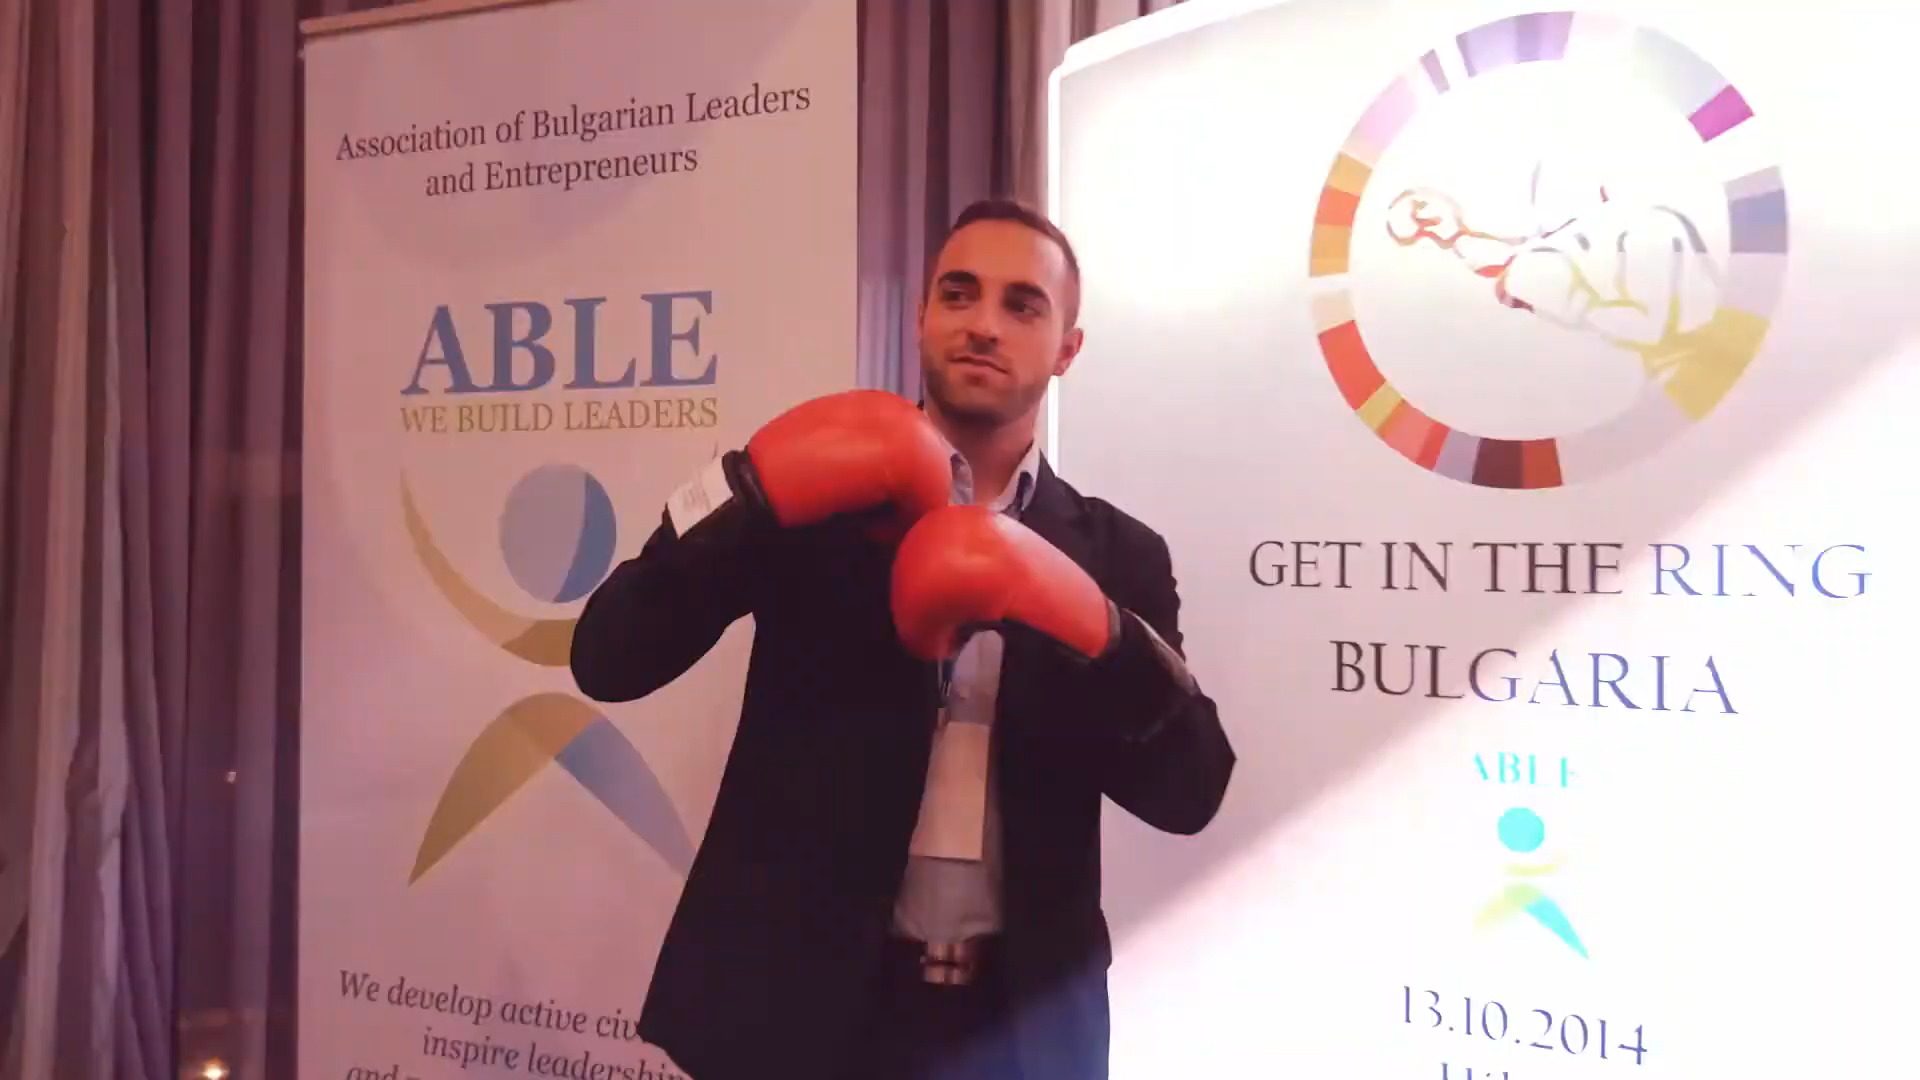 Association of Bulgarian Leaders
and Entrepreneurs
ABLE
WE BUILD LEADERS
We develop active
inspire
GET IN THE RING
BULGARIA
ABLE
13.10.2014